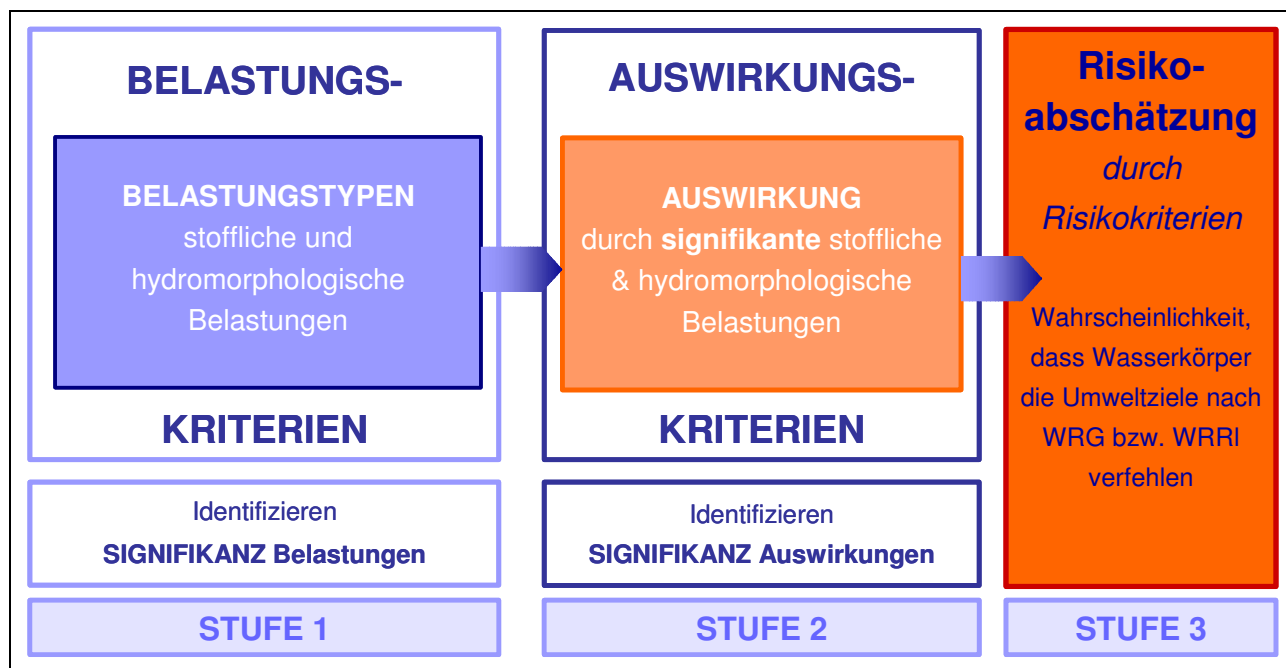 BELASTUNGS-
BELASTUNGSTYPEN
stoffliche und
hydromorphologische
Belastungen
KRITERIEN
Identifizieren
SIGNIFIKANZ Belastungen
STUFE 1
AUSWIRKUNGS-
AUSWIRKUNG
durch signifikante stoffliche
& hydromorphologische
Belastungen
KRITERIEN
Identifizieren
SIGNIFIKANZ Auswirkungen
STUFE 2
Risiko-
abschätzung
durch
Risikokriterien
Wahrscheinlichkeit,
dass Wasserkörper
die Umweltziele nach
WRG bzw. WRRl
verfehlen
STUFE 3